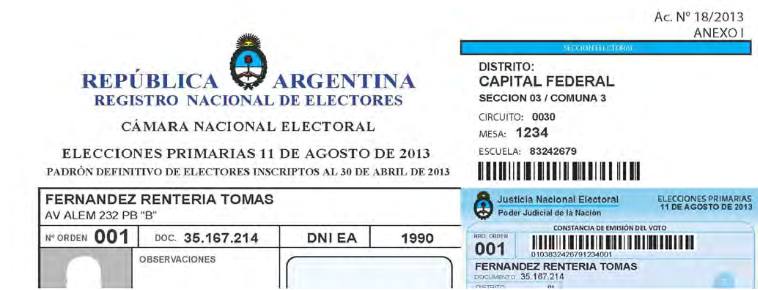 Ac. Nº 18/2013
ANEXO I
REPÚBLICA ARGENTINA
REGISTRO NACIONAL DE ELECTORES
CÁMARA NACIONAL ELECTORAL
ELECCIONES PRIMARIAS 11 DE AGOSTO DE 2013
PADRÓN DEFINITIVO DE ELECTORES INSCRIPTOS AL 30 DE ABRIL DE 2013
SECCION ELECTORAL
DISTRITO:
CAPITAL FEDERAL
SECCION 03 / COMUNA 3
CIRCUITO: 0030
MESA: 1234
ESCUELA: 83242679
FERNANDEZ RENTERIA TOMAS
AV ALEM 232 PB "B"
Nº ORDEN 001 DOC. 35.167.214 DNI EA 1990
OBSERVACIONES
Justicia Nacional Electoral
Poder Judicial de la Nación
ELECCIONES PRIMARIAS
11 DE AGOSTO DE 2013
CONSTANCIA DE EMISIÓN DEL VOTO
NRO. ORDEN
001
D103832426791234001
FERNANDEZ RENTERIA TOMAS
DOCUMENTO 35.167.214
DISTRITO 01